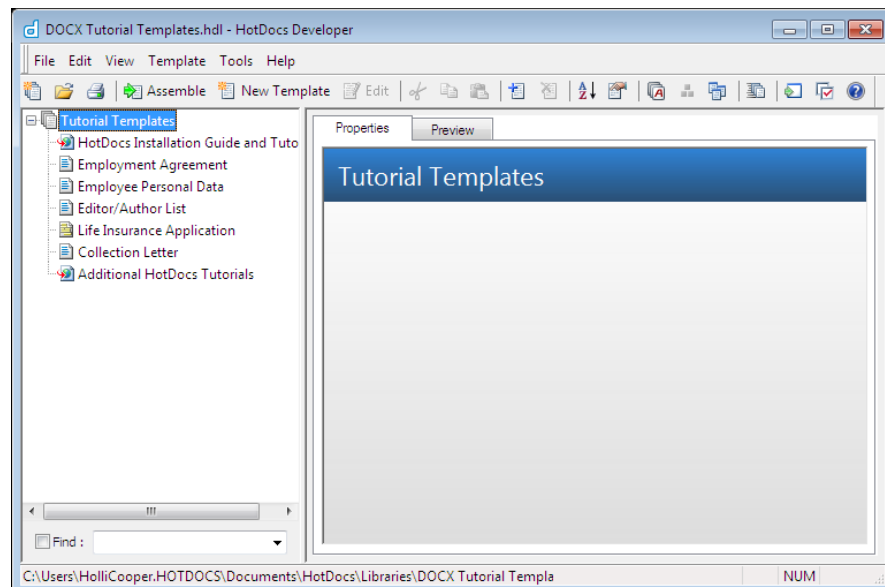 DOCX Tutorial Templates.hdl - HotDocs Developer
File Edit View Template Tools Help
Assemble New Template Edit
Tutorial Templates
HotDocs Installation Guide and Tuto
Employment Agreement
Employee Personal Data
Editor/Author List
Life Insurance Application
Collection Letter
Additional HotDocs Tutorials
Find :
Properties Preview
Tutorial Templates
C:\Users\HolliCooper.HOTDOCS\Documents\HotDocs\Libraries\DOCX Tutorial Templa
NUM